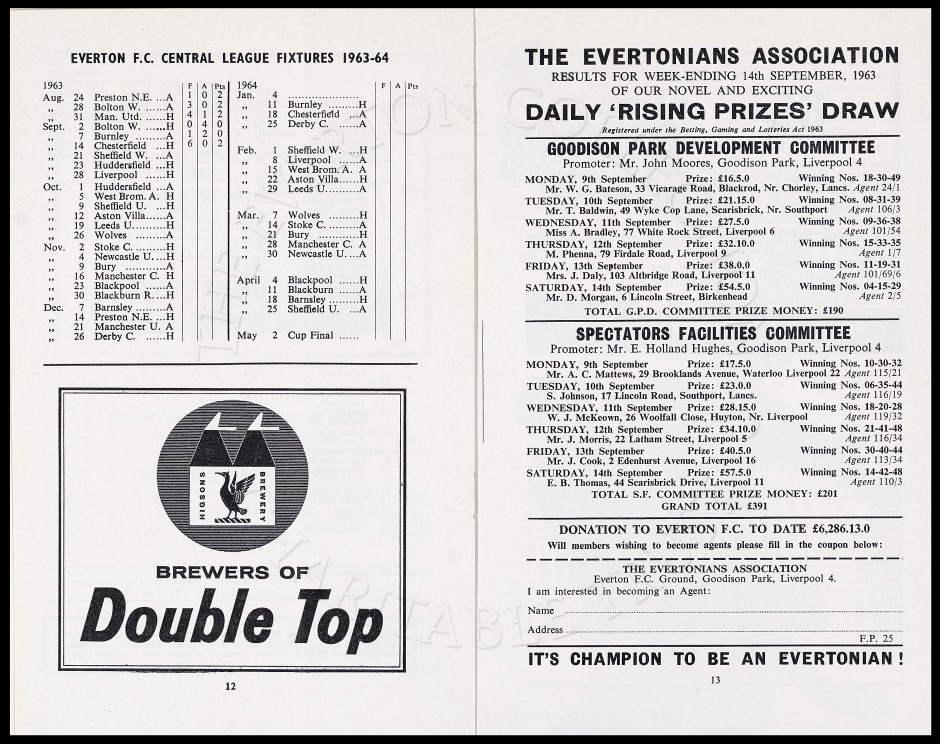 EVERTON F.C. CENTRAL LEAGUE FIXTURES 1963-64
1963 F A Pts
Aug. 24 Preston N.E. ...A 1 0 2
„ 28 Bolton W. .....H 3 0 2
„ 31 Man. Utd. .....H 4 1 2
Sept. 2 Bolton W. ......H 0 4 0
„ 7 Burnley .........A 1 2 0
„ 14 Chesterfield ...H 6 0 2
„ 21 Sheffield W. ...A
„ 23 Huddersfield ...H
„ 28 Liverpool ......H
Oct. 1 Huddersfield ...A
„ 5 West Brom. A. H
„ 9 Sheffield U. ...H
„ 12 Aston Villa......A
„ 19 Leeds U..........H
„ 26 Wolves .........A
Nov. 2 Stoke C. .........H
„ 4 Newcastle U....H
„ 9 Bury ............A
„ 16 Manchester C. H
„ 23 Blackpool ......A
„ 30 Blackburn R....H
Dec. 7 Barnsley .........A
„ 14 Preston N.E. ...H
„ 21 Manchester U. A
„ 26 Derby C. ......H
1964 F A Pts
Jan. 4 ........................
„ 11 Burnley .........H
„ 18 Chesterfield ...A
„ 25 Derby C. ......A
Feb. 1 Sheffield W. ...H
„ 8 Liverpool ......A
„ 15 West Brom. A. A
„ 22 Aston Villa......H
„ 29 Leeds U..........A
Mar. 7 Wolves .........H
„ 14 Stoke C. .........A
„ 21 Bury ............H
„ 28 Manchester C. A
„ 30 Newcastle U....A
April 4 Blackpool ......H
„ 11 Blackburn ......A
„ 18 Barnsley .........H
„ 25 Sheffield U. ...A
May 2 Cup Final ......
HIGSONS BREWERY
BREWERS OF
Double Top
12
THE EVERTONIANS ASSOCIATION
RESULTS FOR WEEK-ENDING 14th SEPTEMBER, 1963
OF OUR NOVEL AND EXCITING
DAILY 'RISING PRIZES' DRAW
Registered under the Betting, Gaming and Lotteries Act 1963
GOODISON PARK DEVELOPMENT COMMITTEE
Promoter: Mr. John Moores, Goodison Park, Liverpool 4
MONDAY, 9th September Prize: £16.5.0 Winning Nos. 18-30-49
Mr. W. G. Bateson, 33 Vicarage Road, Blackrod, Nr. Chorley, Lancs. Agent 24/1
TUESDAY, 10th September Prize: £21.15.0 Winning Nos. 08-31-39
Mr. T. Baldwin, 49 Wyke Cop Lane, Scarisbrick, Nr. Southport Agent 106/3
WEDNESDAY, 11th September Prize: £27.5.0 Winning Nos. 09-36-38
Miss A. Bradley, 77 White Rock Street, Liverpool 6 Agent 101/54
THURSDAY, 12th September Prize: £32.10.0 Winning Nos. 15-33-35
M. Phenna, 79 Firdale Road, Liverpool 9 Agent 1/7
FRIDAY, 13th September Prize: £38.0.0 Winning Nos. 11-19-31
Mrs. J. Daly, 103 Altbridge Road, Liverpool 11 Agent 101/69/6
SATURDAY, 14th September Prize: £54.5.0 Winning Nos. 04-15-29
Mr. D. Morgan, 6 Lincoln Street, Birkenhead Agent 2/5
TOTAL G.P.D. COMMITTEE PRIZE MONEY: £190
SPECTATORS FACILITIES COMMITTEE
Promoter: Mr. E. Holland Hughes, Goodison Park, Liverpool 4
MONDAY, 9th September Prize: £17.5.0 Winning Nos. 10-30-32
Mr. A. C. Mattews, 29 Brooklands Avenue, Waterloo Liverpool 22 Agent 115/21
TUESDAY, 10th September Prize: £23.0.0 Winning Nos. 06-35-44
S. Johnson, 17 Lincoln Road, Southport, Lancs. Agent 116/19
WEDNESDAY, 11th September Prize: £28.15.0 Winning Nos. 18-20-28
W. J. McKeown, 26 Woolfall Close, Huyton, Nr. Liverpool Agent 119/32
THURSDAY, 12th September Prize: £34.10.0 Winning Nos. 21-41-48
Mr. J. Morris, 22 Latham Street, Liverpool 5 Agent 116/34
FRIDAY, 13th September Prize: £40.5.0 Winning Nos. 30-40-44
Mr. J. Cook, 2 Edenhurst Avenue, Liverpool 16 Agent 113/34
SATURDAY, 14th September Prize: £57.5.0 Winning Nos. 14-42-48
E. B. Thomas, 44 Scarisbrick Drive, Liverpool 11 Agent 110/3
TOTAL S.F. COMMITTEE PRIZE MONEY: £201
GRAND TOTAL £391
DONATION TO EVERTON F.C. TO DATE £6,286.13.0
Will members wishing to become agents please fill in the coupon below:
THE EVERTONIANS ASSOCIATION
Everton F.C. Ground, Goodison Park, Liverpool 4.
I am interested in becoming an Agent:
Name
Address
F.P. 25
IT'S CHAMPION TO BE AN EVERTONIAN !
13